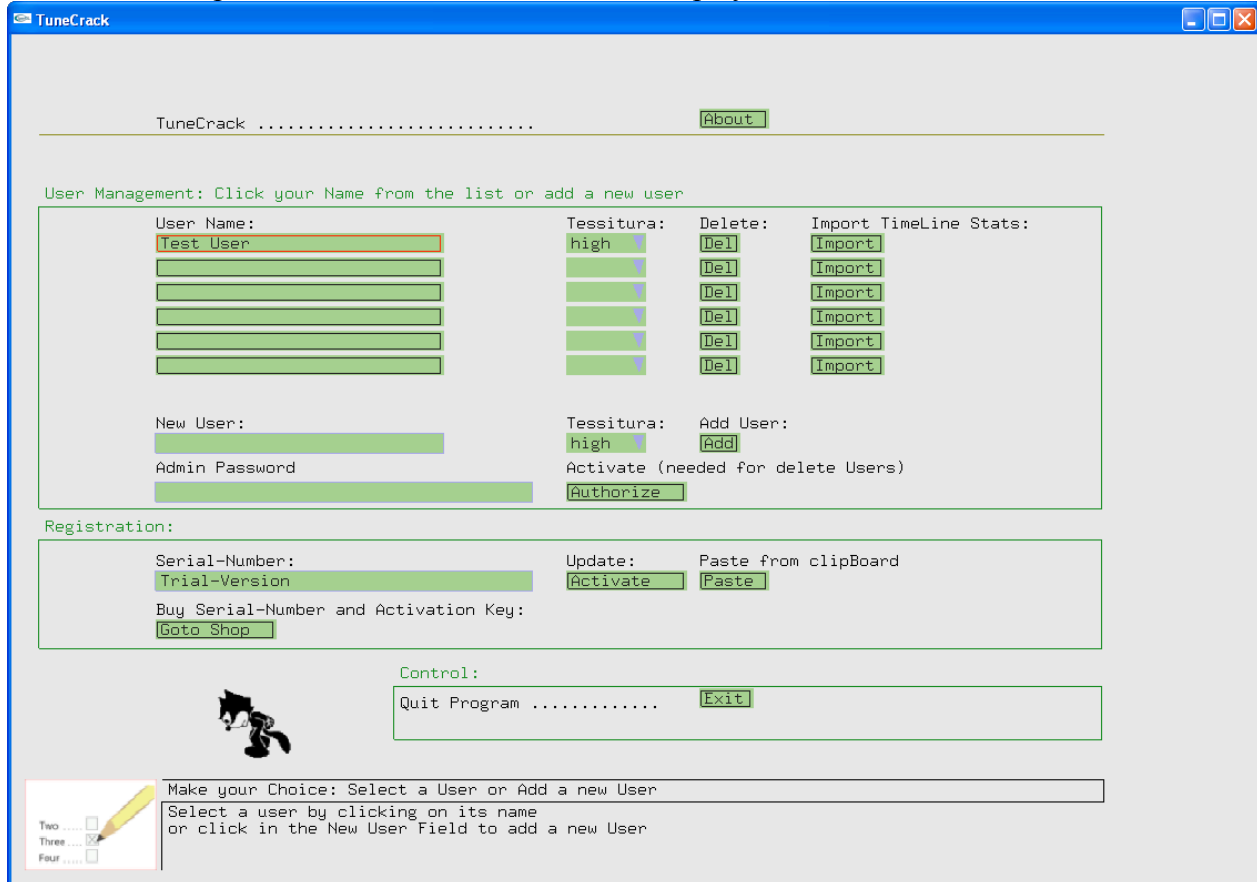 TuneCrack
TuneCrack ............................ About
User Management: Click your Name from the list or add a new user
User Name: Tessitura: Delete: Import TimeLine Stats:
Test User high Del Import
Del Import
Del Import
Del Import
Del Import
Del Import
New User: Tessitura: Add User:
high Add
Admin Password Activate (needed for delete Users)
Authorize
Registration:
Serial-Number: Update: Paste from clipBoard
Trial-Version Activate Paste
Buy Serial-Number and Activation Key:
Goto Shop
Control:
Quit Program ............. Exit
Make your Choice: Select a User or Add a new User
Select a user by clicking on its name
or click in the New User Field to add a new User
Two .....
Three ....
Four .....